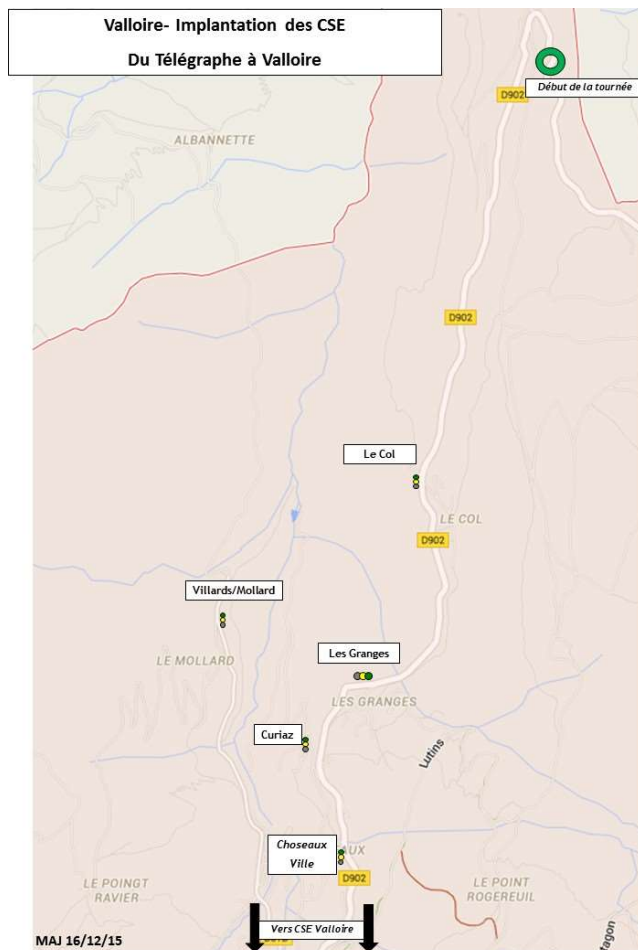 Valloire- Implantation des CSE
Du Télégraphe à Valloire
Début de la tournée
D902
ALBANNETTE
D902
Le Col
LE COL
D902
Villards/Mollard
Les Granges
LE MOLLARD
LES GRANGES
Curiaz
Lutins
Choseaux
Ville
AUX
D902
LE POINGT
RAVIER
LE POINT
ROGEREUIL
Vers CSE Valloire
MAJ 16/12/15
tagon